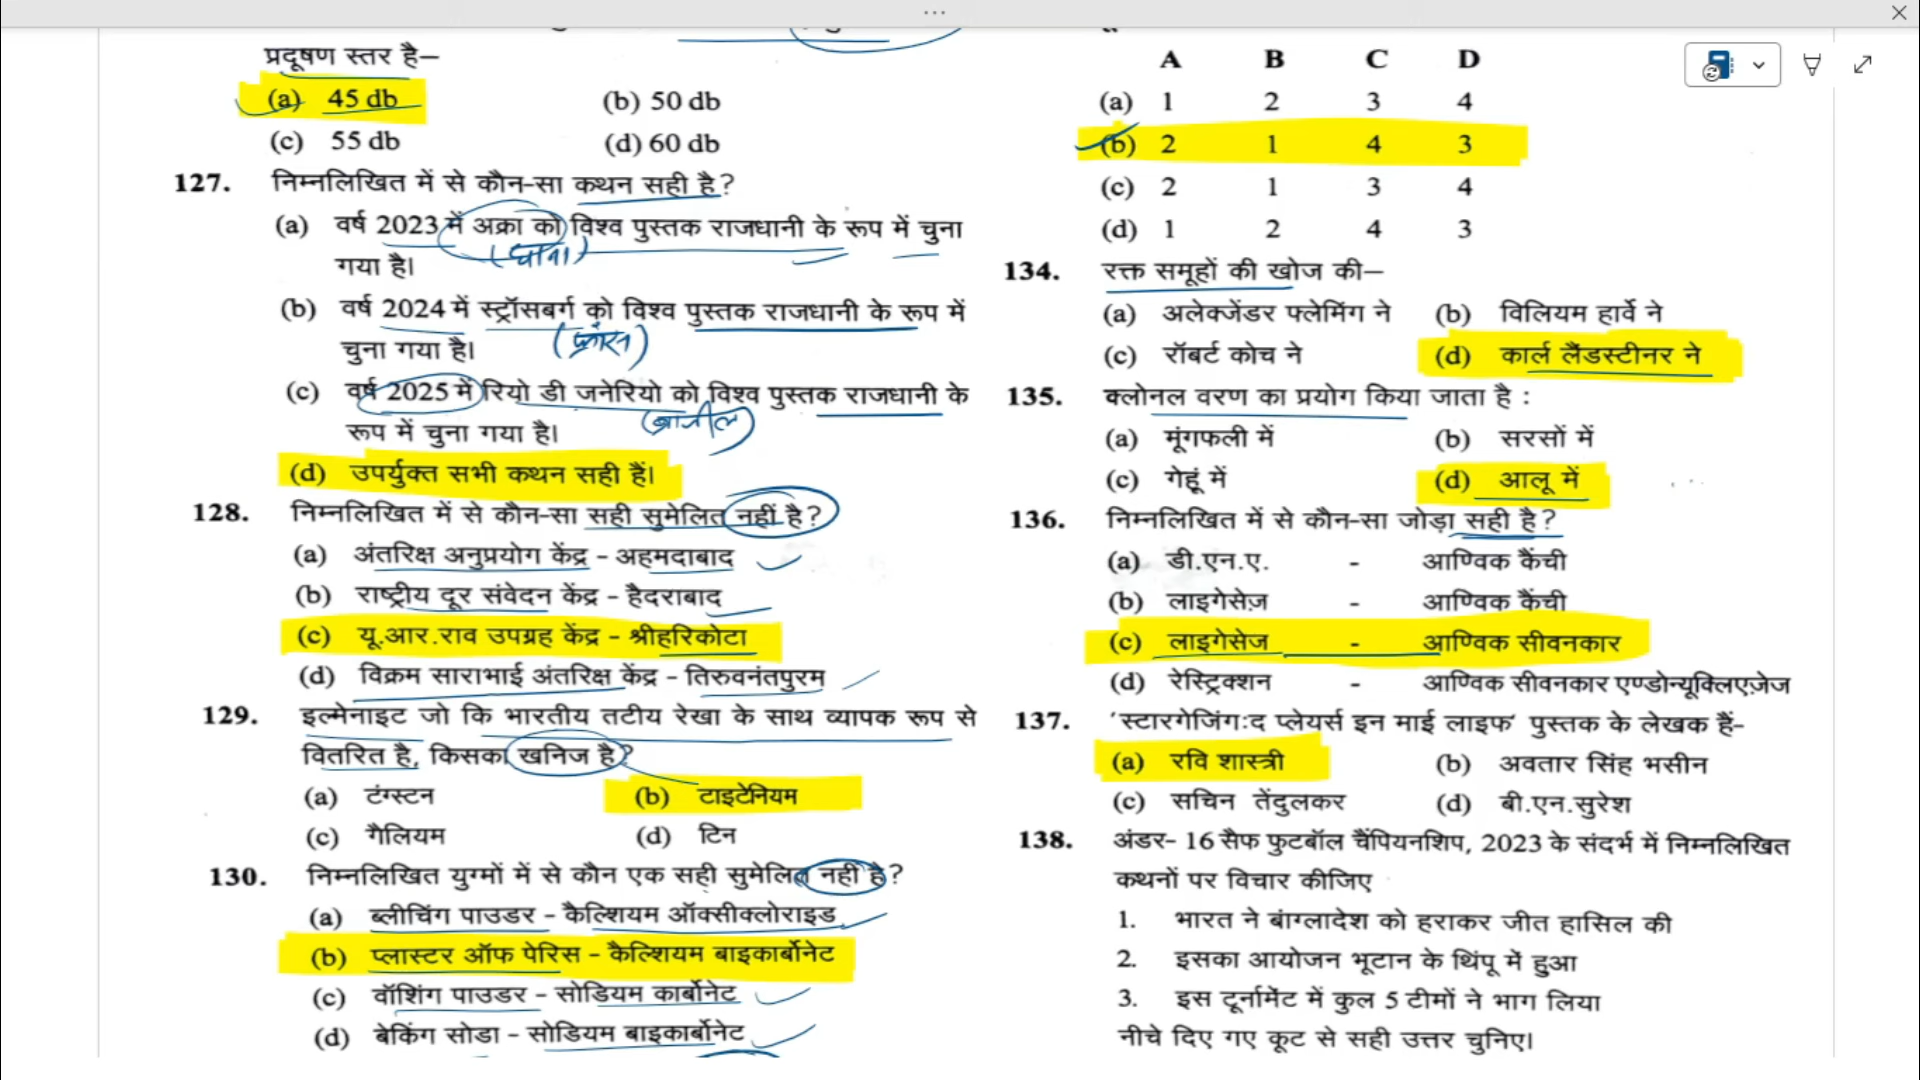 प्रदूषण स्तर है–
(a) 45 db (b) 50 db
(c) 55 db (d) 60 db
127. निम्नलिखित में से कौन-सा कथन सही है?
(a) वर्ष 2023 में अक्रा को विश्व पुस्तक राजधानी के रूप में चुना
(घाना)
गया है।
(b) वर्ष 2024 में स्ट्रॉसबर्ग को विश्व पुस्तक राजधानी के रूप में
चुना गया है।
(फ्रांस)
(c) वर्ष 2025 में रियो डी जनेरियो को विश्व पुस्तक राजधानी के
(ब्राजील)
रूप में चुना गया है।
(d) उपर्युक्त सभी कथन सही हैं।
128. निम्नलिखित में से कौन-सा सही सुमेलित नहीं है?
(a) अंतरिक्ष अनुप्रयोग केंद्र - अहमदाबाद
(b) राष्ट्रीय दूर संवेदन केंद्र - हैदराबाद
(c) यू.आर.राव उपग्रह केंद्र - श्रीहरिकोटा
(d) विक्रम साराभाई अंतरिक्ष केंद्र - तिरुवनंतपुरम
129. इल्मेनाइट जो कि भारतीय तटीय रेखा के साथ व्यापक रूप से
वितरित है, किसका खनिज है?
(a) टंग्स्टन (b) टाइटेनियम
(c) गैलियम (d) टिन
130. निम्नलिखित युग्मों में से कौन एक सही सुमेलित नहीं है?
(a) ब्लीचिंग पाउडर - कैल्शियम ऑक्सीक्लोराइड
(b) प्लास्टर ऑफ पेरिस - कैल्शियम बाइकार्बोनेट
(c) वॉशिंग पाउडर - सोडियम कार्बोनेट
(d) बेकिंग सोडा - सोडियम बाइकार्बोनेट
A B C D
(a) 1 2 3 4
(b) 2 1 4 3
(c) 2 1 3 4
(d) 1 2 4 3
134. रक्त समूहों की खोज की–
(a) अलेक्जेंडर फ्लेमिंग ने (b) विलियम हार्वे ने
(c) रॉबर्ट कोच ने (d) कार्ल लैंडस्टीनर ने
135. क्लोनल वरण का प्रयोग किया जाता है :
(a) मूंगफली में (b) सरसों में
(c) गेहूं में (d) आलू में
136. निम्नलिखित में से कौन-सा जोड़ा सही है?
(a) डी.एन.ए. - आण्विक कैंची
(b) लाइगेसेज़ - आण्विक कैंची
(c) लाइगेसेज - आण्विक सीवनकार
(d) रेस्ट्रिक्शन - आण्विक सीवनकार एण्डोन्यूक्लिएज़ेज
137. 'स्टारगेजिंग:द प्लेयर्स इन माई लाइफ' पुस्तक के लेखक हैं-
(a) रवि शास्त्री (b) अवतार सिंह भसीन
(c) सचिन तेंदुलकर (d) बी.एन.सुरेश
138. अंडर- 16 सैफ फुटबॉल चैंपियनशिप, 2023 के संदर्भ में निम्नलिखित
कथनों पर विचार कीजिए
1. भारत ने बांग्लादेश को हराकर जीत हासिल की
2. इसका आयोजन भूटान के थिंपू में हुआ
3. इस टूर्नामेंट में कुल 5 टीमों ने भाग लिया
नीचे दिए गए कूट से सही उत्तर चुनिए।